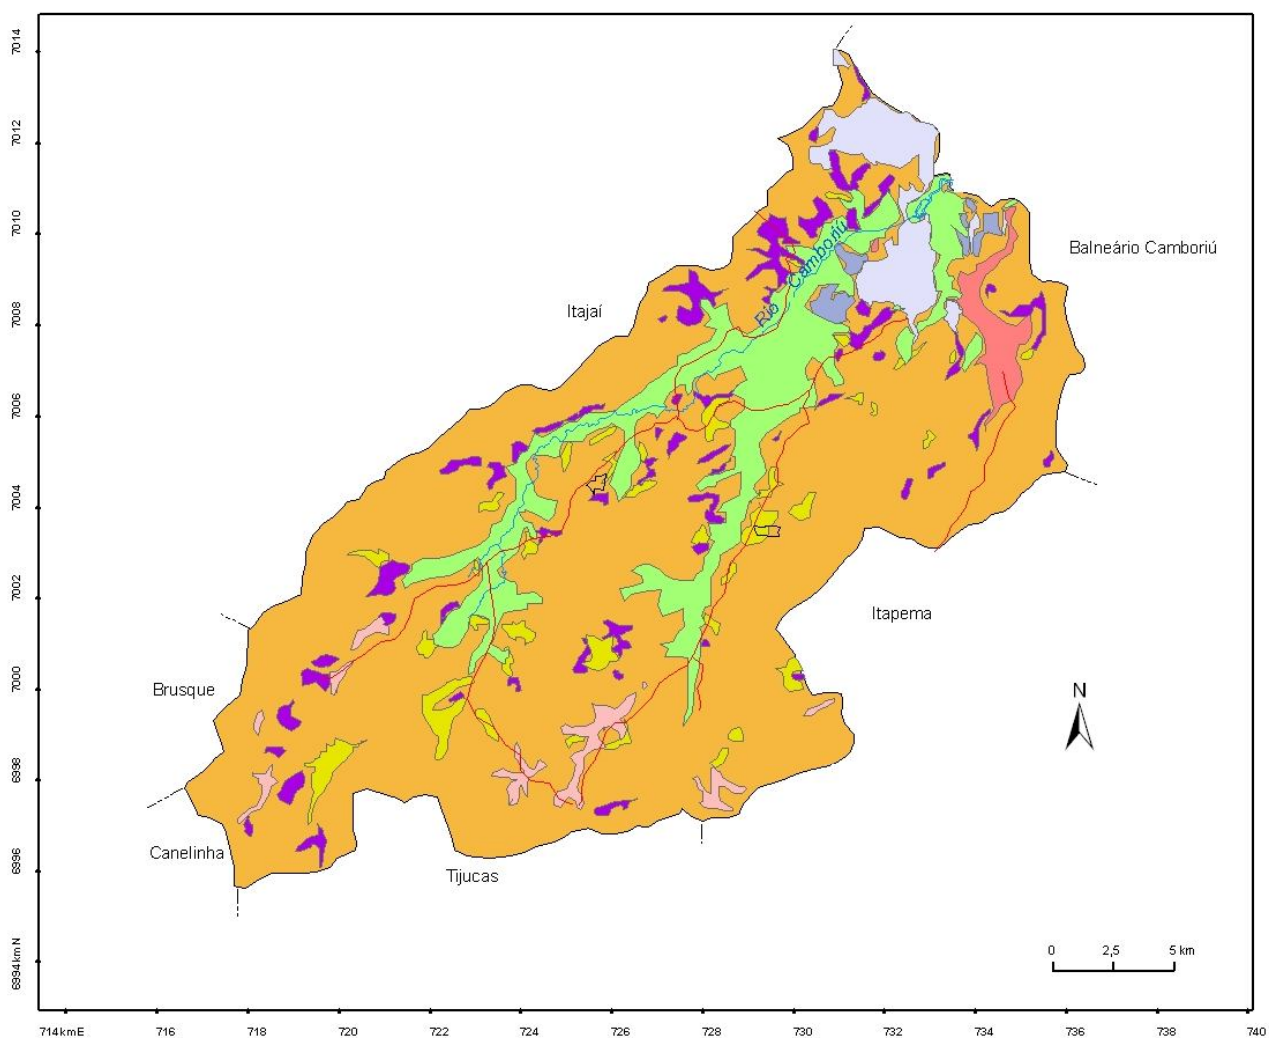 7014
7012
7010
7008
7006
7004
7002
7000
6998
6996
6994 km N
Balneário Camboriú
Rio Camboriú
Itajaí
Itapema
Brusque
N
Canelinha
Tijucas
0 2,5 5 km
714 kmE 716 718 720 722 724 726 728 730 732 734 736 738 740